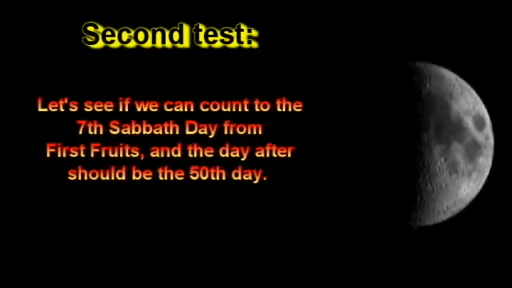 Second test:
Let's see if we can count to the
7th Sabbath Day from
First Fruits, and the day after
should be the 50th day.